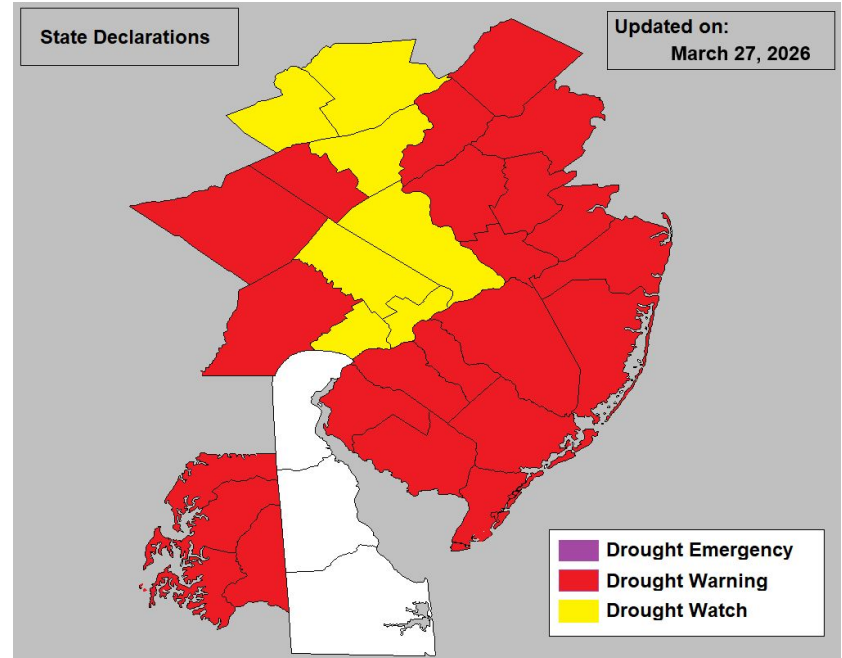 State Declarations
Updated on:
March 27, 2026
Drought Emergency
Drought Warning
Drought Watch